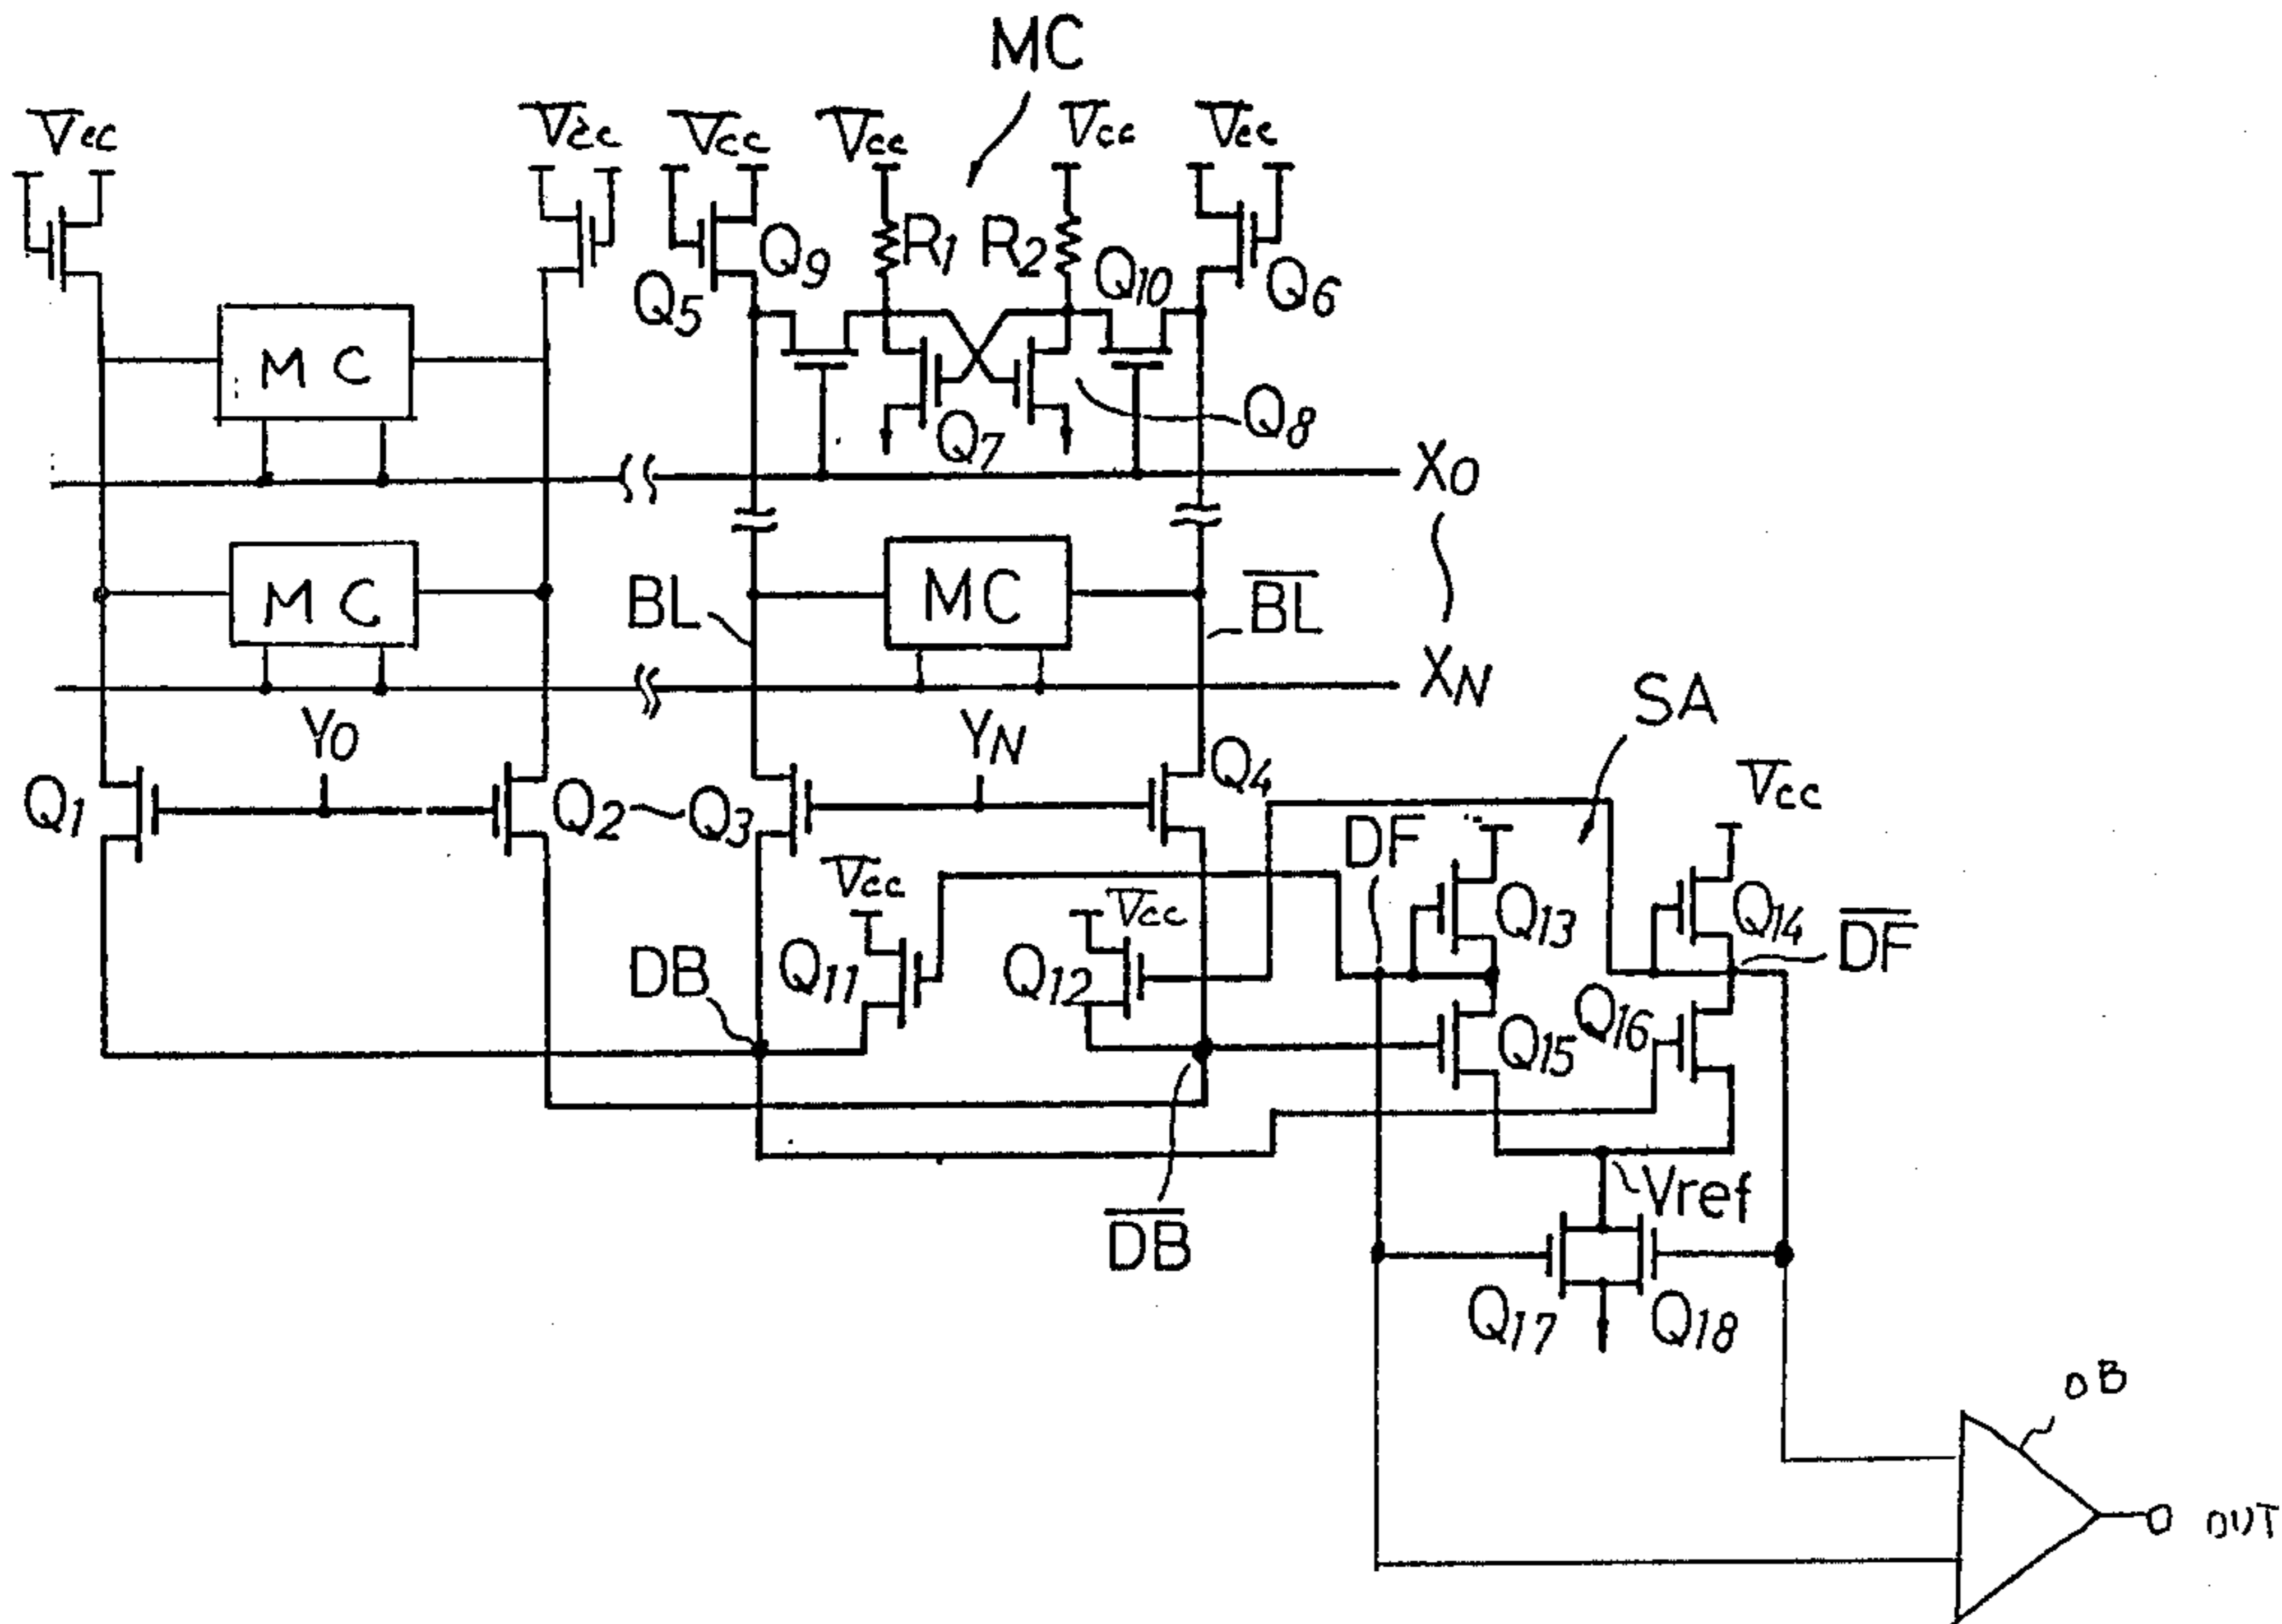 MC
Vcc
Vcc
Vcc
Vcc
Vcc
Vcc
Q9
R1
R2
Q10
Q5
Q6
MC
Q7
Q8
X0
MC
BL
MC
BL
XN
Y0
YN
SA
Q1
Q2~Q3
Q4
Vcc
DF
Vcc
Vcc
Q13
Q14
DF
DB
Q11
Q12
Q16
Q15
DB
Vref
Q17
Q18
OB
OUT